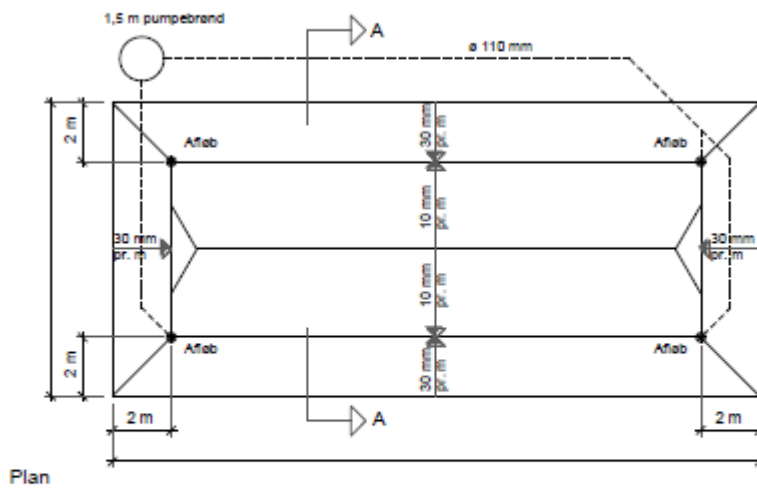 1,5 m pumpebrønd
A
ø 110 mm
2 m
30 mm
pr. m
Afløb
Afløb
10 mm
pr. m
30 mm
pr. m
30 mm
pr. m
10 mm
pr. m
2 m
Afløb
Afløb
30 mm
pr. m
2 m
A
2 m
Plan